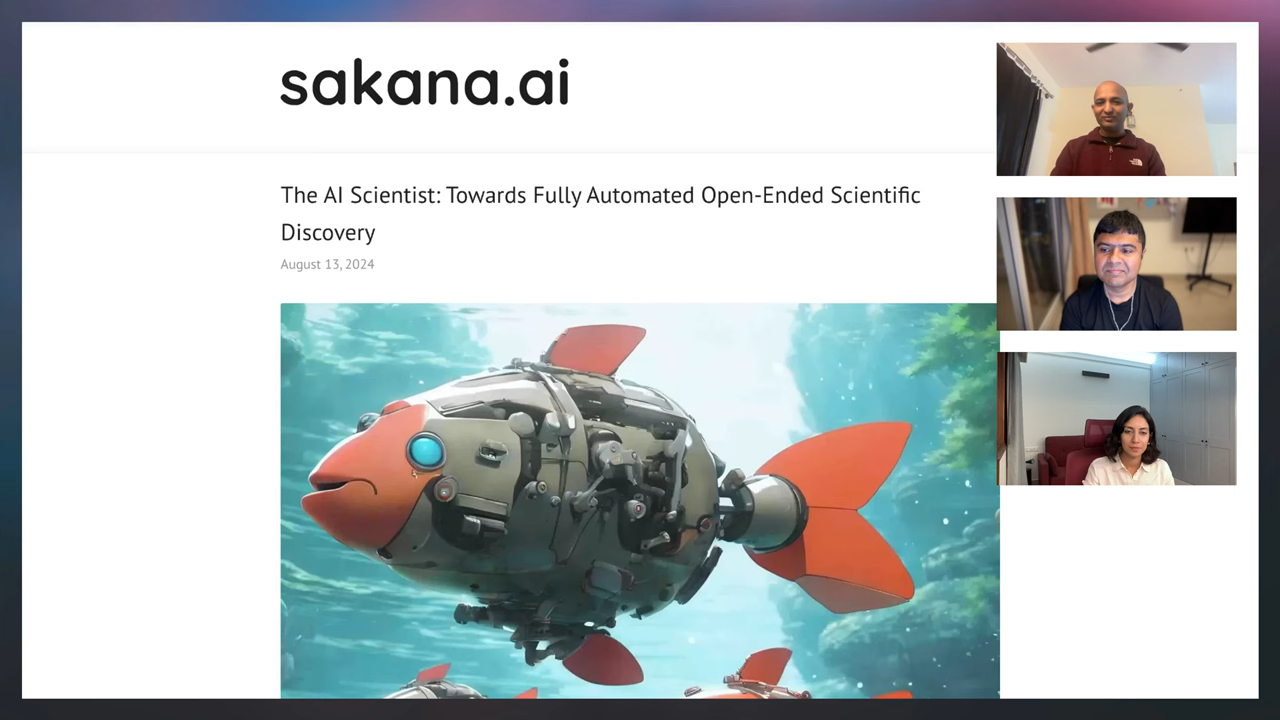 sakana.ai
The AI Scientist: Towards Fully Automated Open-Ended Scientific
Discovery
August 13, 2024